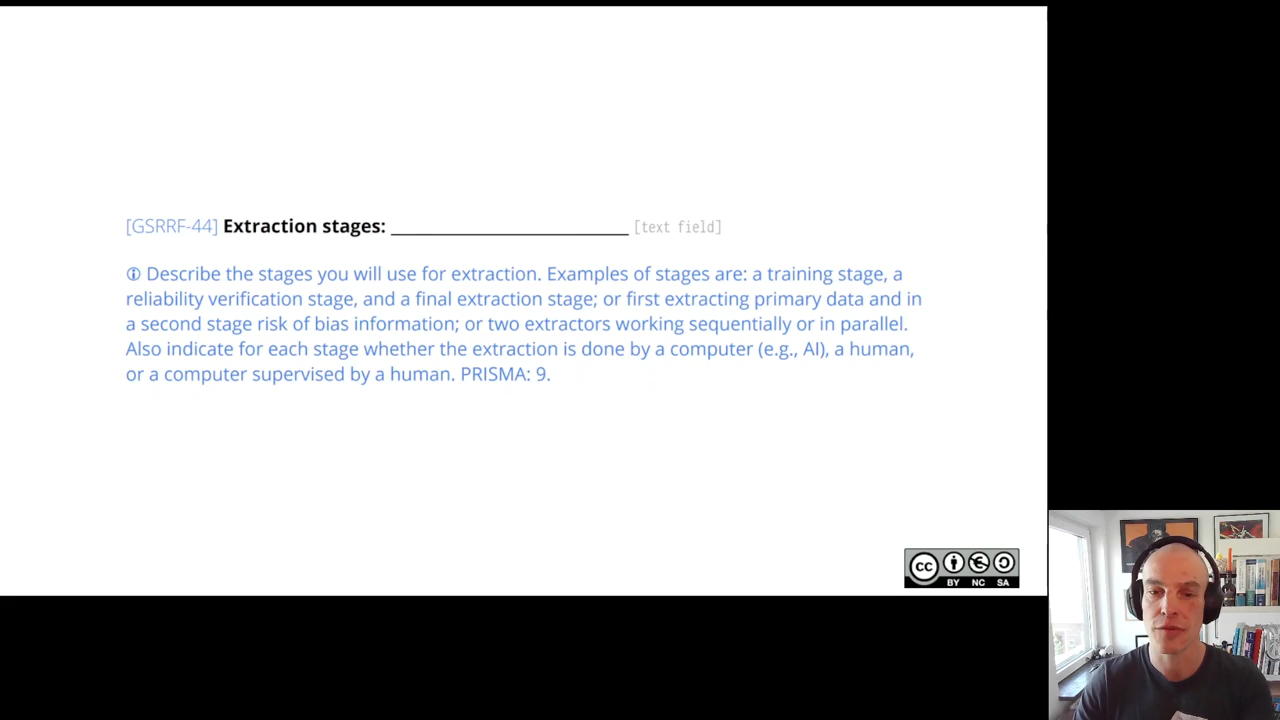 [GSRRF-44] Extraction stages: ____________________ [text field]
🛈 Describe the stages you will use for extraction. Examples of stages are: a training stage, a
reliability verification stage, and a final extraction stage; or first extracting primary data and in
a second stage risk of bias information; or two extractors working sequentially or in parallel.
Also indicate for each stage whether the extraction is done by a computer (e.g., AI), a human,
or a computer supervised by a human. PRISMA: 9.
cc
BY NC SA